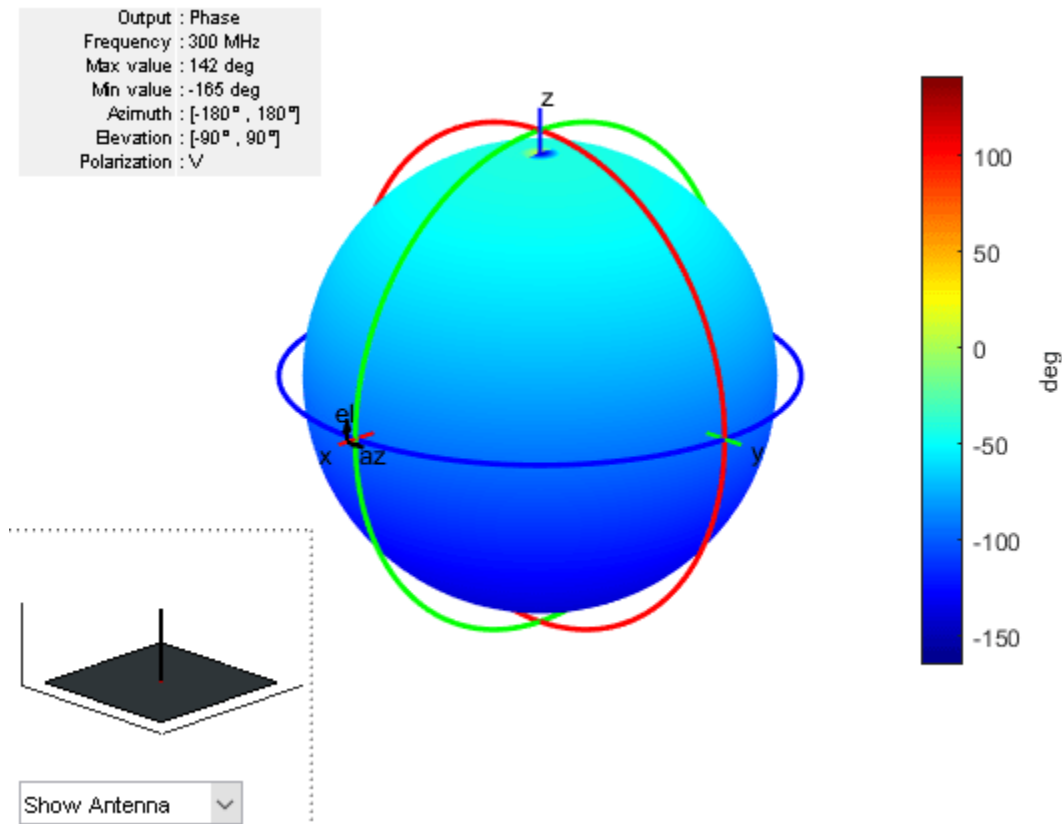 Output : Phase
Frequency : 300 MHz
Max value : 142 deg
Min value : -165 deg
Azimuth : [-180° , 180°]
Elevation : [-90° , 90°]
Polarization : V
z
el
x
az
y
100
50
0
-50
-100
-150
deg
Show Antenna